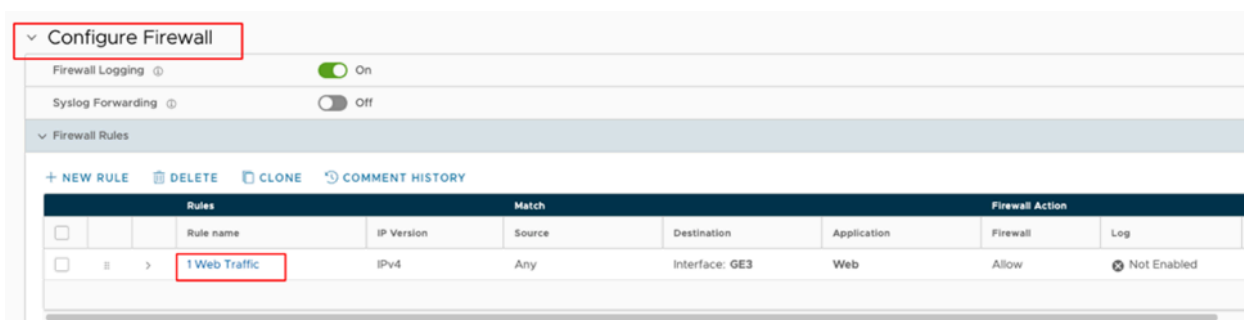 Configure Firewall
Firewall Logging On
Syslog Forwarding Off
Firewall Rules
+ NEW RULE DELETE CLONE COMMENT HISTORY
Rules Match Firewall Action
Rule name IP Version Source Destination Application Firewall Log
1 Web Traffic IPv4 Any Interface: GE3 Web Allow Not Enabled